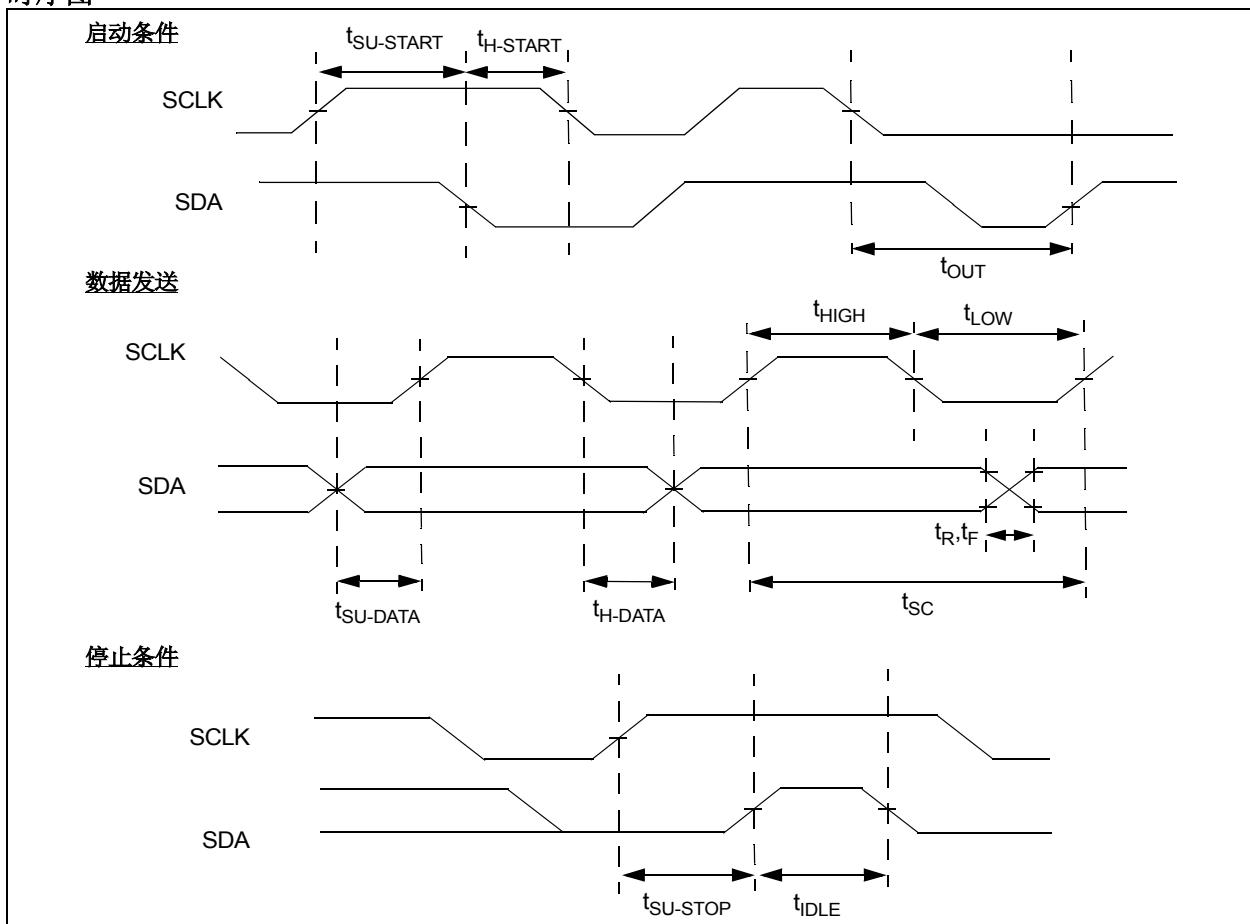 启动条件
tSU-START
tH-START
SCLK
SDA
tOUT
数据发送
tHIGH
tLOW
SCLK
SDA
tR,tF
tSU-DATA
tH-DATA
tSC
停止条件
SCLK
SDA
tSU-STOP
tIDLE